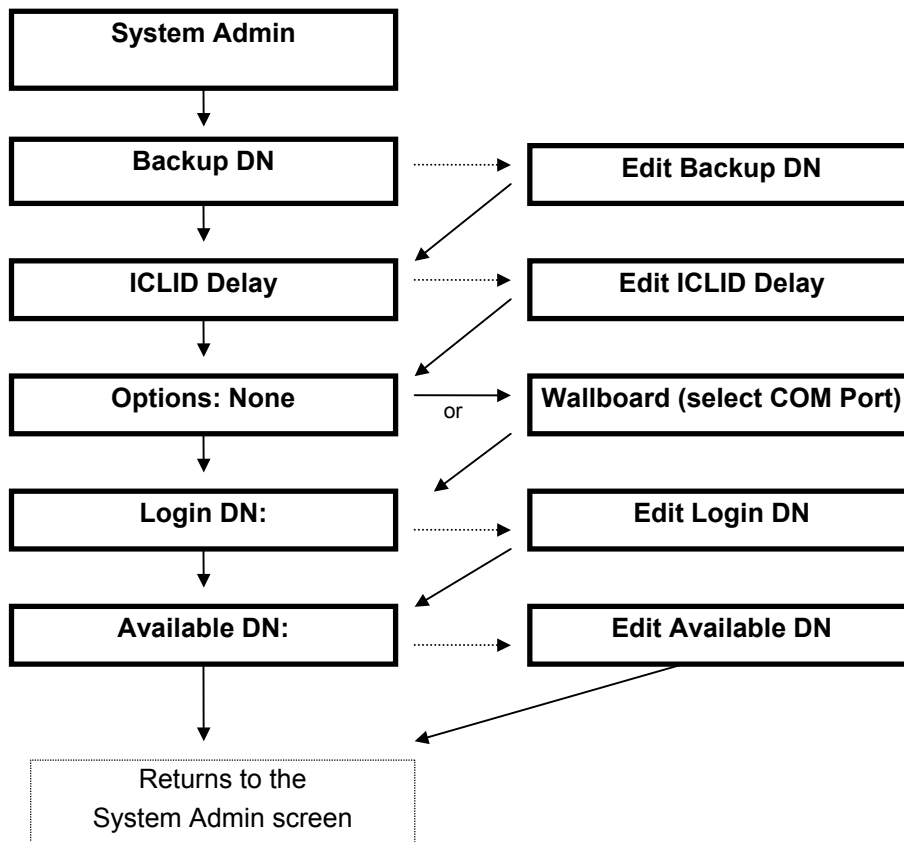 System Admin
Backup DN
Edit Backup DN
ICLID Delay
Edit ICLID Delay
Options: None
or
Wallboard (select COM Port)
Login DN:
Edit Login DN
Available DN:
Edit Available DN
Returns to the
System Admin screen